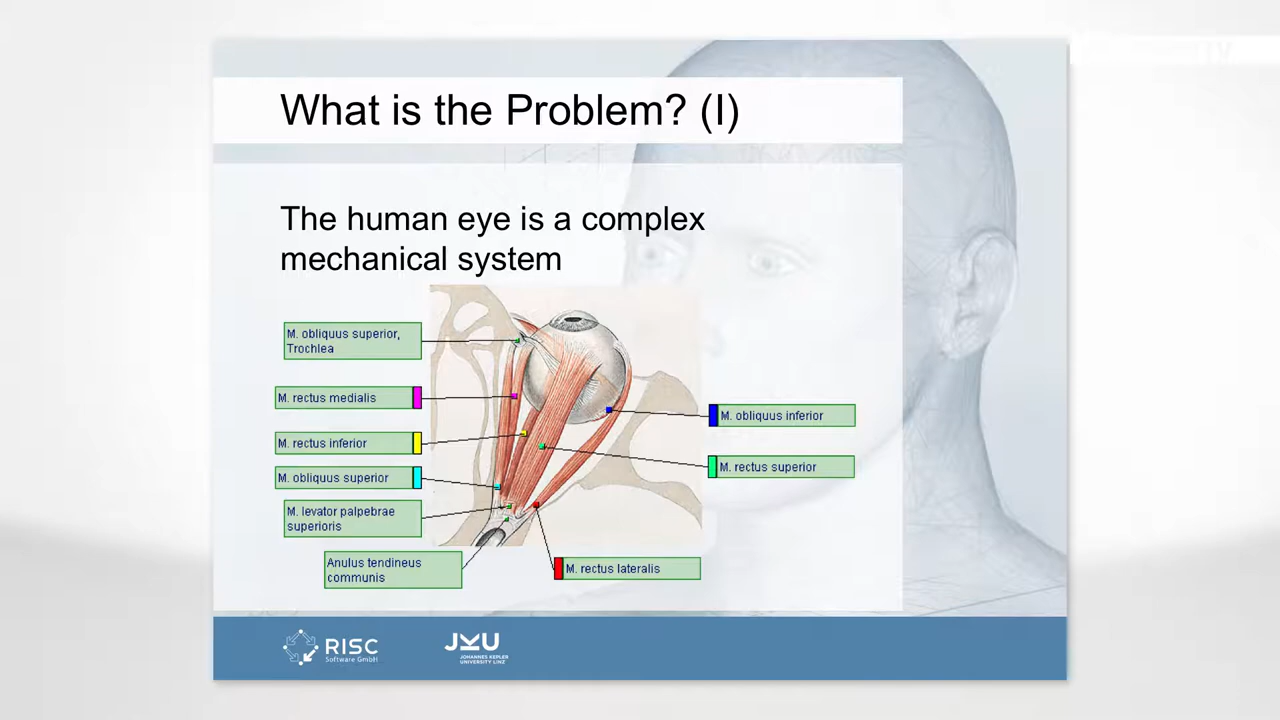 What is the Problem? (I)
The human eye is a complex
mechanical system
M. obliquus superior,
Trochlea
M. rectus medialis
M. rectus inferior
M. obliquus superior
M. levator palpebrae
superioris
Anulus tendineus
communis
M. obliquus inferior
M. rectus superior
M. rectus lateralis
RISC
Software GmbH
JKU
JOHANNES KEPLER
UNIVERSITY LINZ
TV